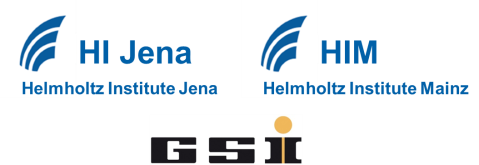 HI Jena
Helmholtz Institute Jena
HIM
Helmholtz Institute Mainz
GSI